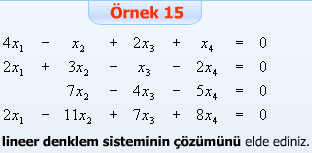 Örnek 15
4x₁ − x₂ + 2x₃ + x₄ = 0
2x₁ + 3x₂ − x₃ − 2x₄ = 0
7x₂ − 4x₃ − 5x₄ = 0
2x₁ − 11x₂ + 7x₃ + 8x₄ = 0
lineer denklem sisteminin çözümünü elde ediniz.